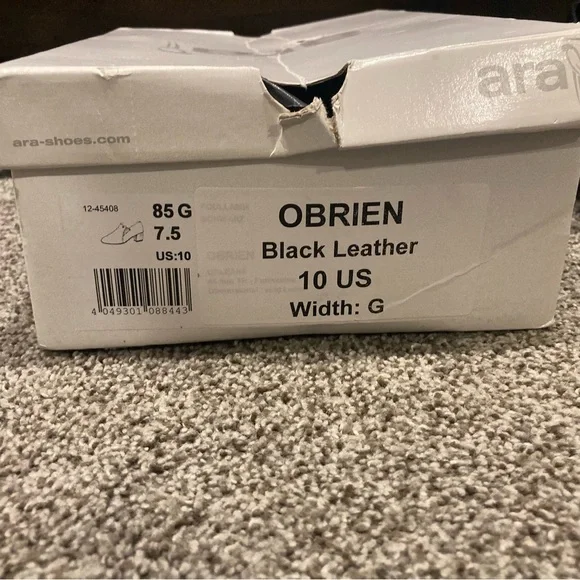 ara
ara-shoes.com
12-45408
85 G
7.5
US:10
4 049301 088443
OBRIEN
Black Leather
10 US
Width: G
OBRIEN